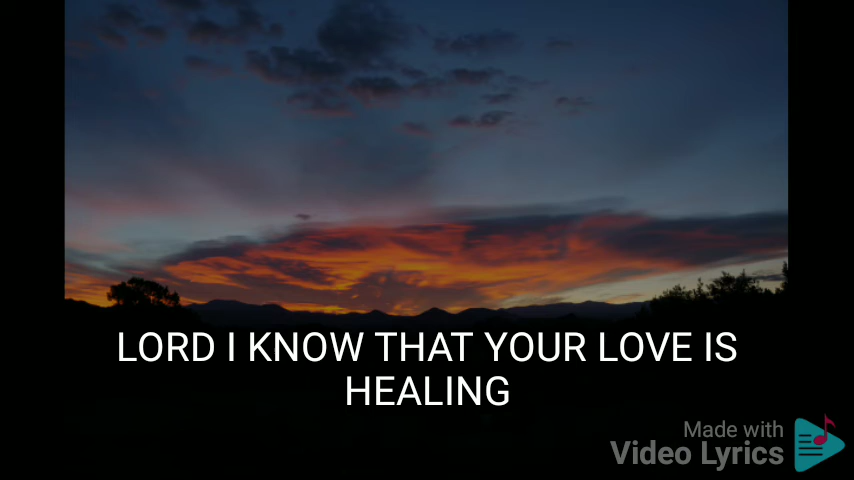 LORD I KNOW THAT YOUR LOVE IS
HEALING
Made with
Video Lyrics